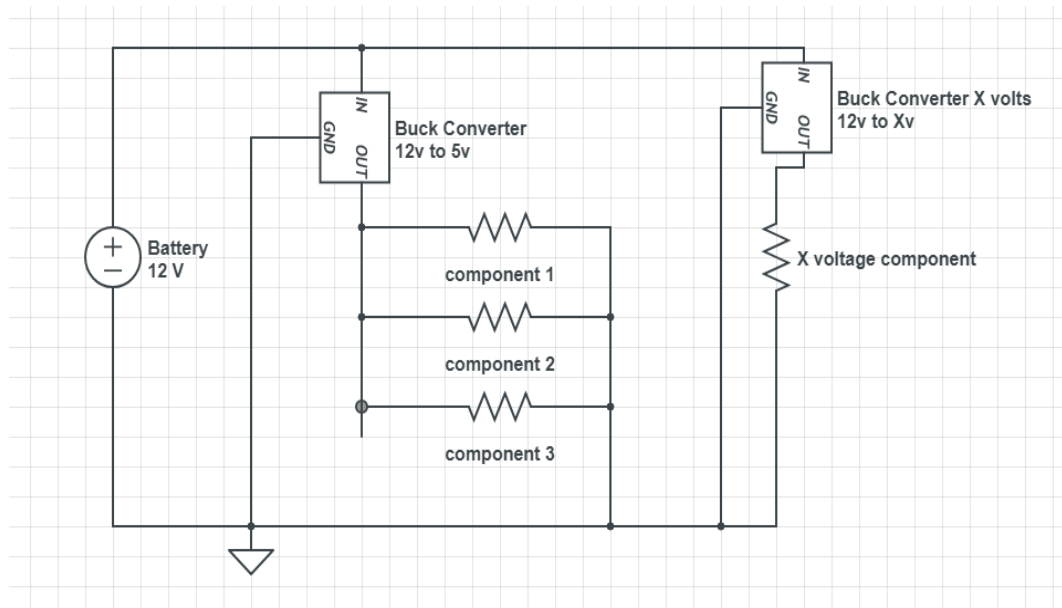 IN
GND
OUT
Buck Converter
12v to 5v
IN
GND
OUT
Buck Converter X volts
12v to Xv
+
−
Battery
12 V
component 1
component 2
component 3
X voltage component